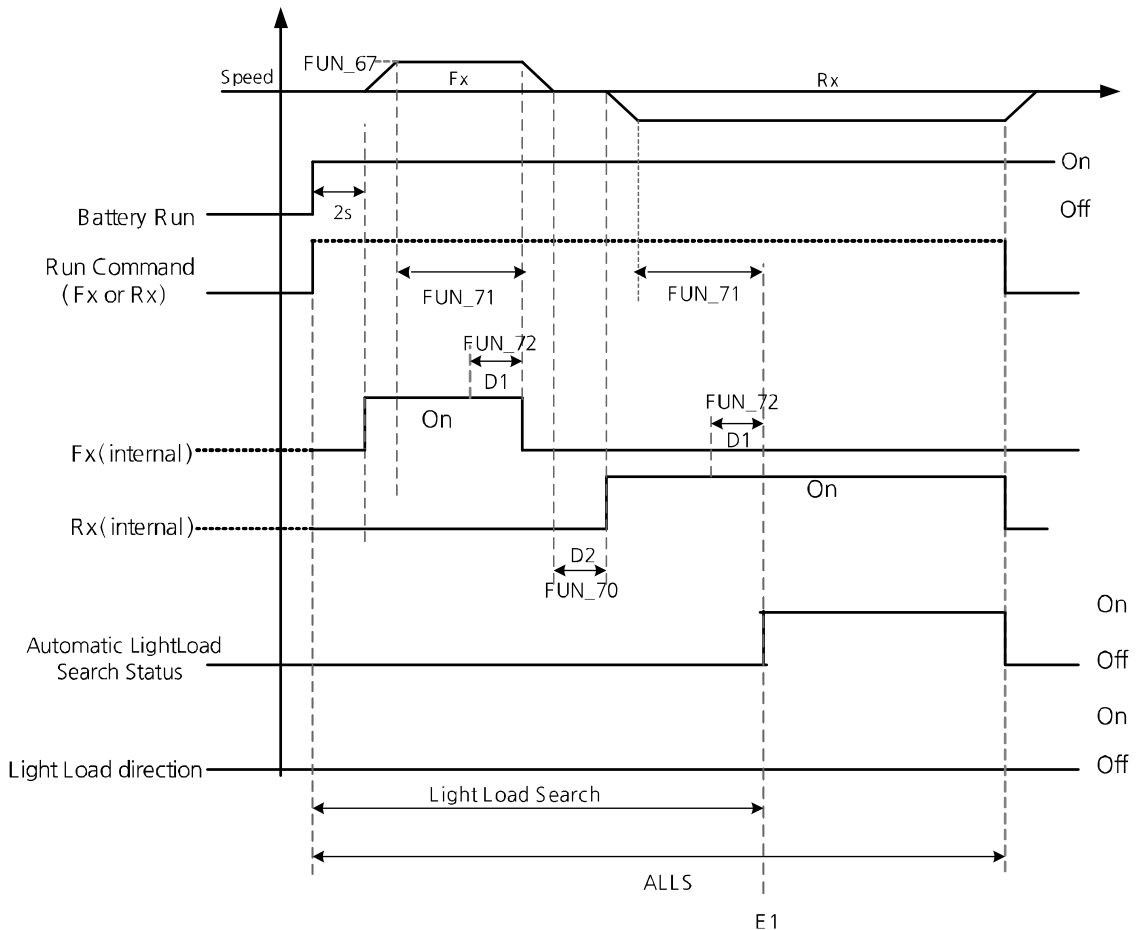 FUN_67
Speed
Fx
Rx
On
2s
Off
Battery Run
Run Command
(Fx or Rx)
FUN_71
FUN_71
FUN_72
D1
FUN_72
On
D1
Fx(internal)
On
Rx(internal)
D2
FUN_70
On
Automatic LightLoad
Search Status
Off
On
Light Load direction
Off
Light Load Search
ALLS
E1